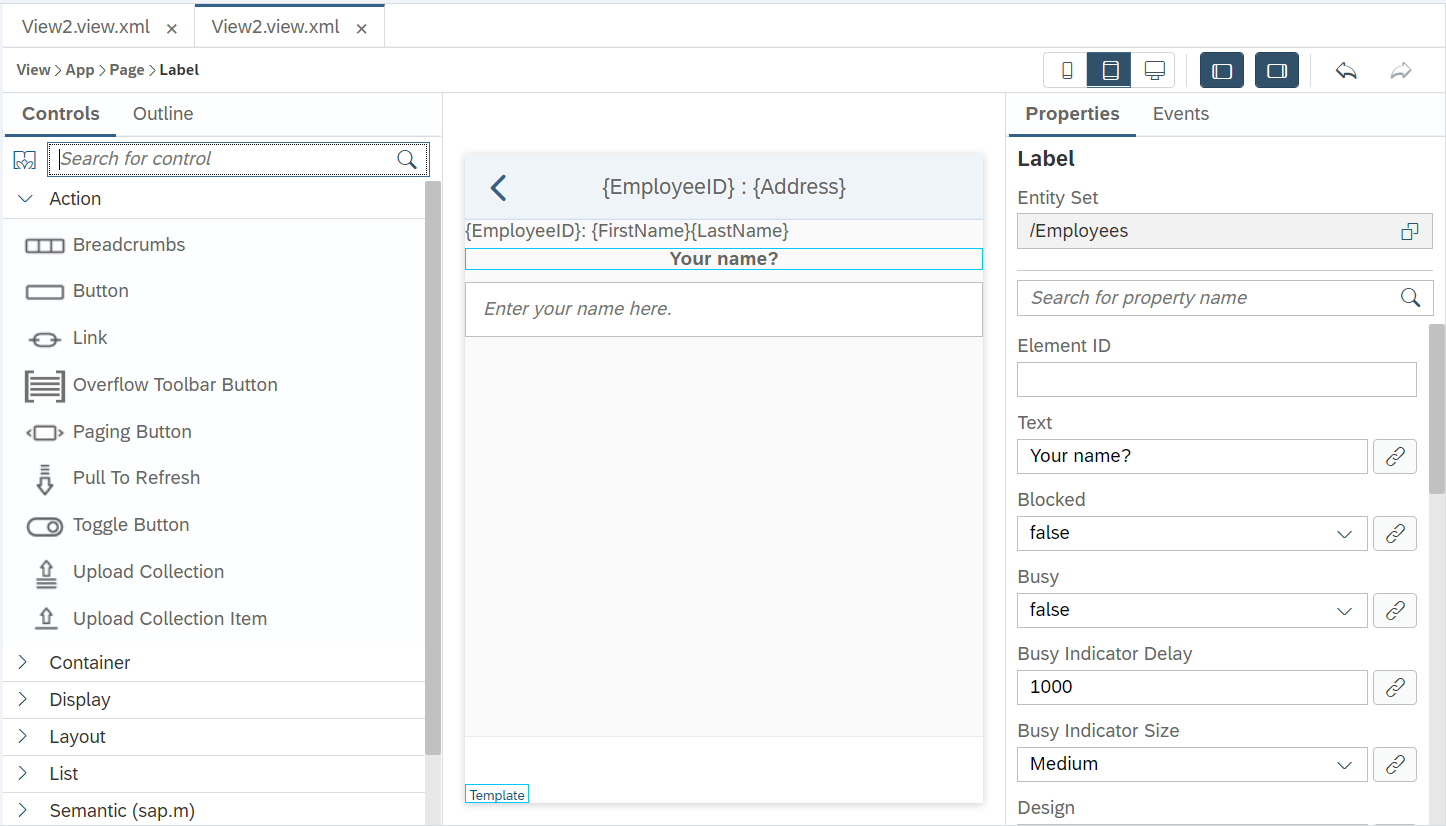 View2.view.xml
View2.view.xml
View > App > Page > Label
Controls
Outline
Search for control
Action
Breadcrumbs
Button
Link
Overflow Toolbar Button
Paging Button
Pull To Refresh
Toggle Button
Upload Collection
Upload Collection Item
Container
Display
Layout
List
Semantic (sap.m)
{EmployeeID} : {Address}
{EmployeeID}: {FirstName}{LastName}
Your name?
Enter your name here.
Template
Properties
Events
Label
Entity Set
/Employees
Search for property name
Element ID
Text
Your name?
Blocked
false
Busy
false
Busy Indicator Delay
1000
Busy Indicator Size
Medium
Design